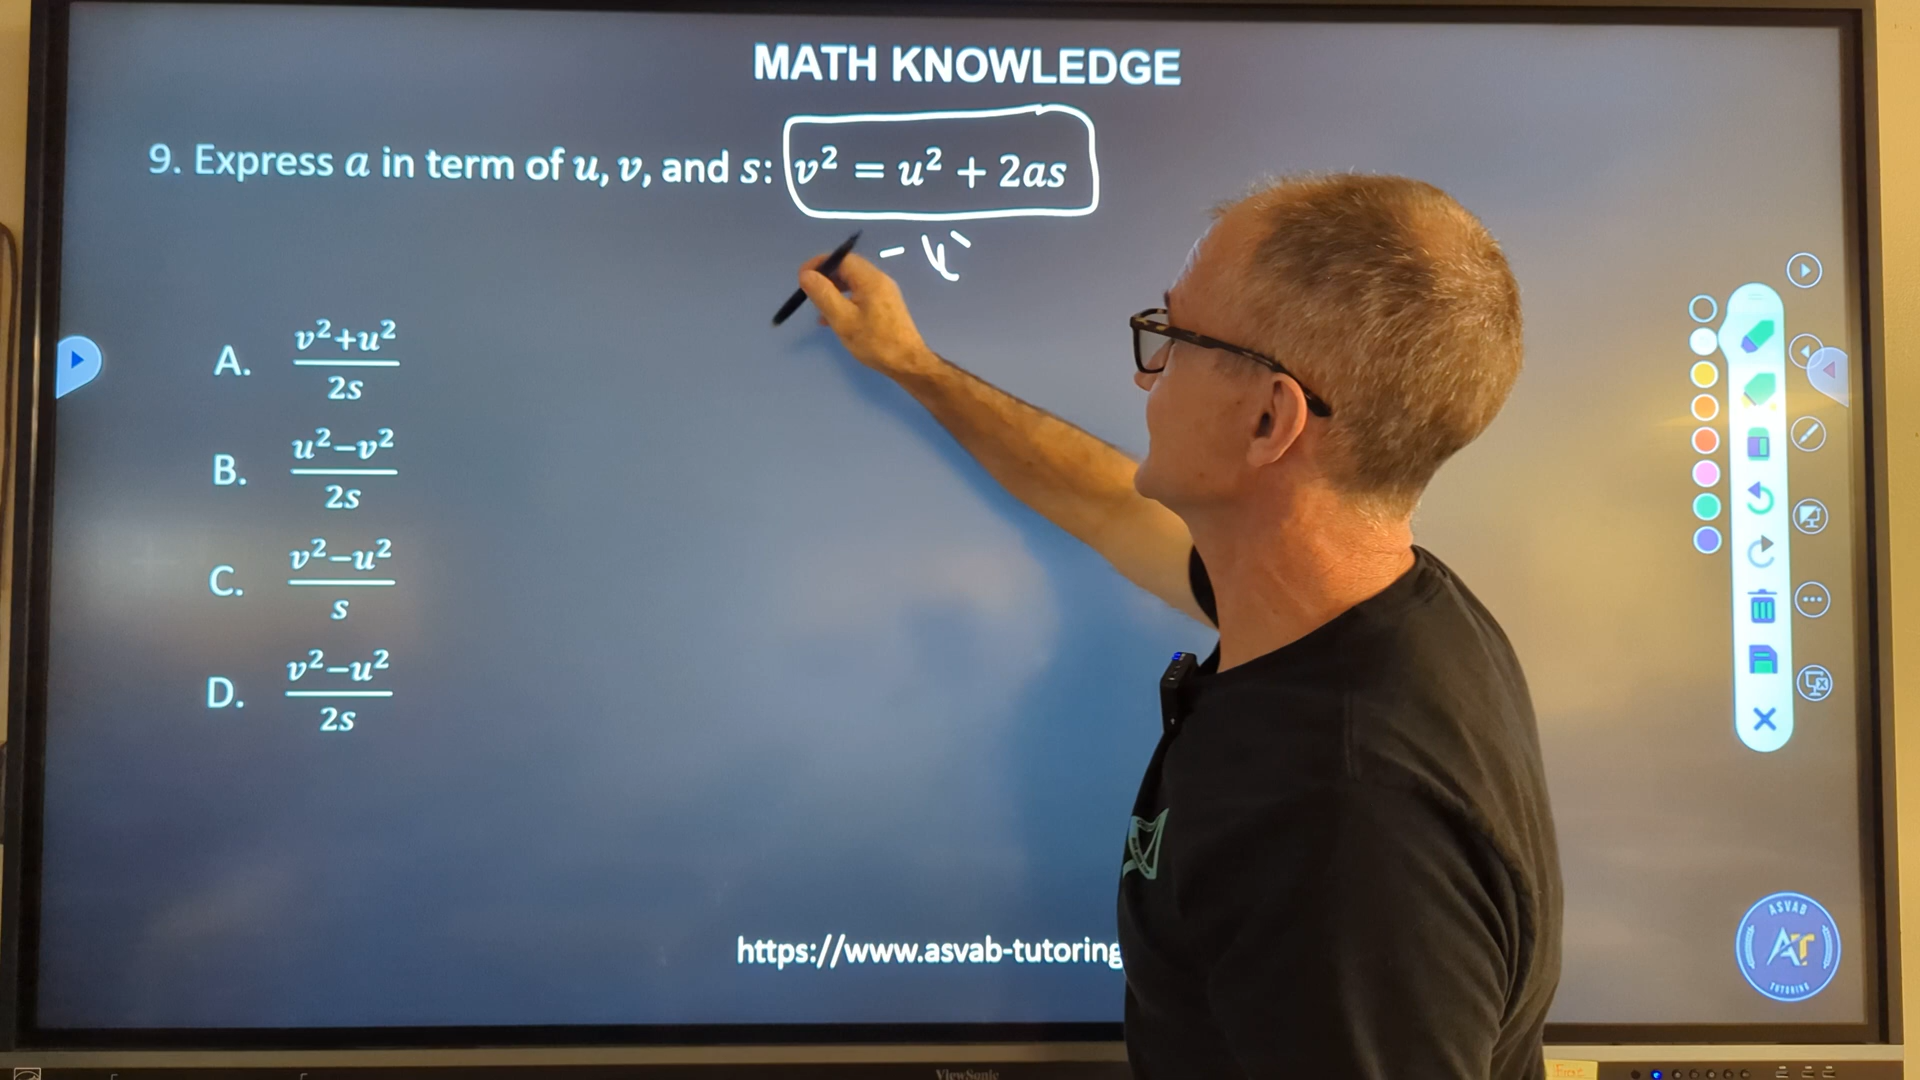 MATH KNOWLEDGE
9. Express a in term of u, v, and s: v² = u² + 2as
- u
A. v²+u²
2s
B. u²−v²
2s
C. v²−u²
s
D. v²−u²
2s
https://www.asvab-tutoring
ASVAB
AT
TUTORING
ViewSonic